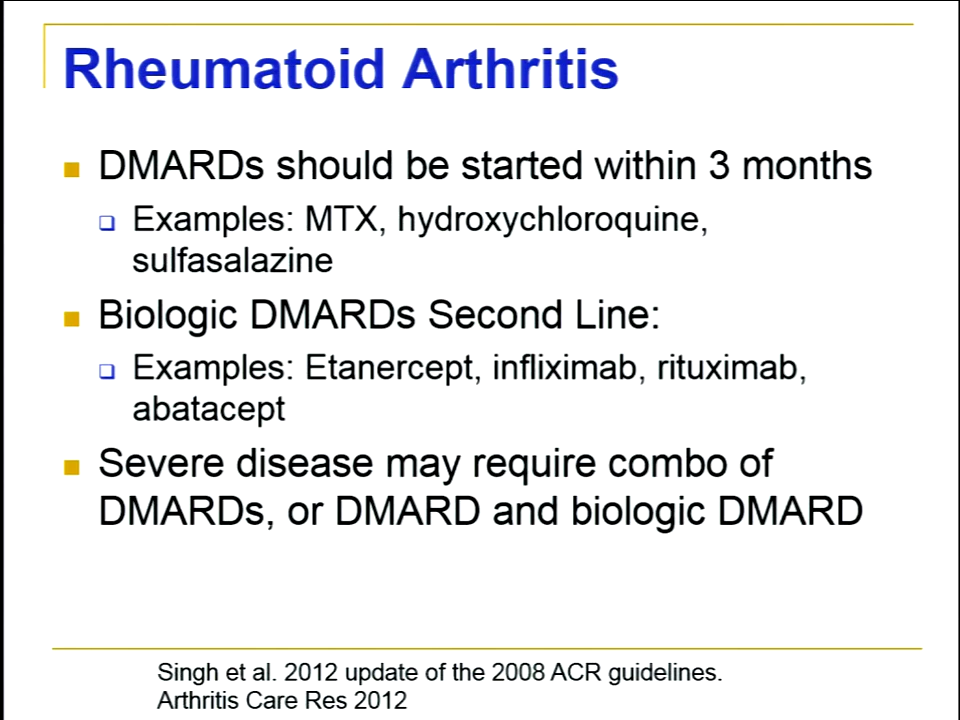 Rheumatoid Arthritis
DMARDs should be started within 3 months
Examples: MTX, hydroxychloroquine,
sulfasalazine
Biologic DMARDs Second Line:
Examples: Etanercept, infliximab, rituximab,
abatacept
Severe disease may require combo of
DMARDs, or DMARD and biologic DMARD
Singh et al. 2012 update of the 2008 ACR guidelines.
Arthritis Care Res 2012